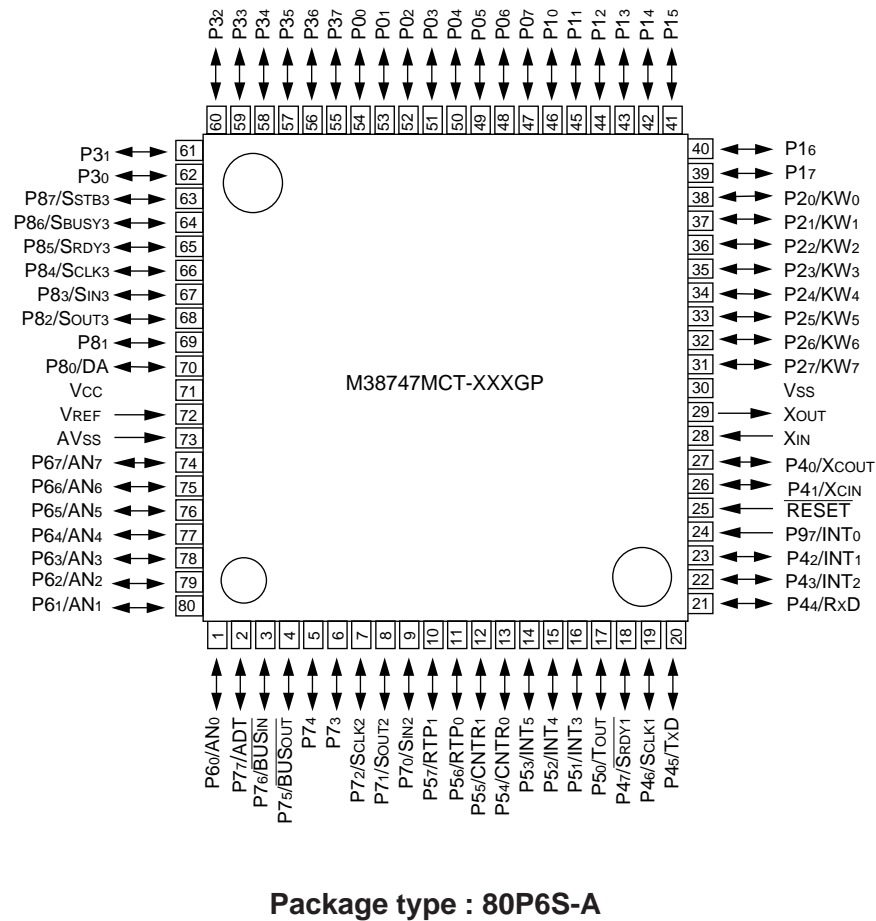 P32 P33 P34 P35 P36 P37 P00 P01 P02 P03 P04 P05 P06 P07 P10 P11 P12 P13 P14 P15
60 59 58 57 56 55 54 53 52 51 50 49 48 47 46 45 44 43 42 41
P31 61
P30 62
P87/SSTB3 63
P86/SBUSY3 64
P85/SRDY3 65
P84/SCLK3 66
P83/SIN3 67
P82/SOUT3 68
P81 69
P80/DA 70
VCC 71
VREF 72
AVSS 73
P67/AN7 74
P66/AN6 75
P65/AN5 76
P64/AN4 77
P63/AN3 78
P62/AN2 79
P61/AN1 80
M38747MCT-XXXGP
40 P16
39 P17
38 P20/KW0
37 P21/KW1
36 P22/KW2
35 P23/KW3
34 P24/KW4
33 P25/KW5
32 P26/KW6
31 P27/KW7
30 VSS
29 XOUT
28 XIN
27 P40/XCOUT
26 P41/XCIN
25 RESET
24 P97/INT0
23 P42/INT1
22 P43/INT2
21 P44/RXD
1 2 3 4 5 6 7 8 9 10 11 12 13 14 15 16 17 18 19 20
P60/AN0 P77/ADT P76/BUSIN P75/BUSOUT P74 P73 P72/SCLK2 P71/SOUT2 P70/SIN2 P57/RTP1 P56/RTP0 P55/CNTR1 P54/CNTR0 P53/INT5 P52/INT4 P51/INT3 P50/TOUT P47/SRDY1 P46/SCLK1 P45/TXD
Package type : 80P6S-A